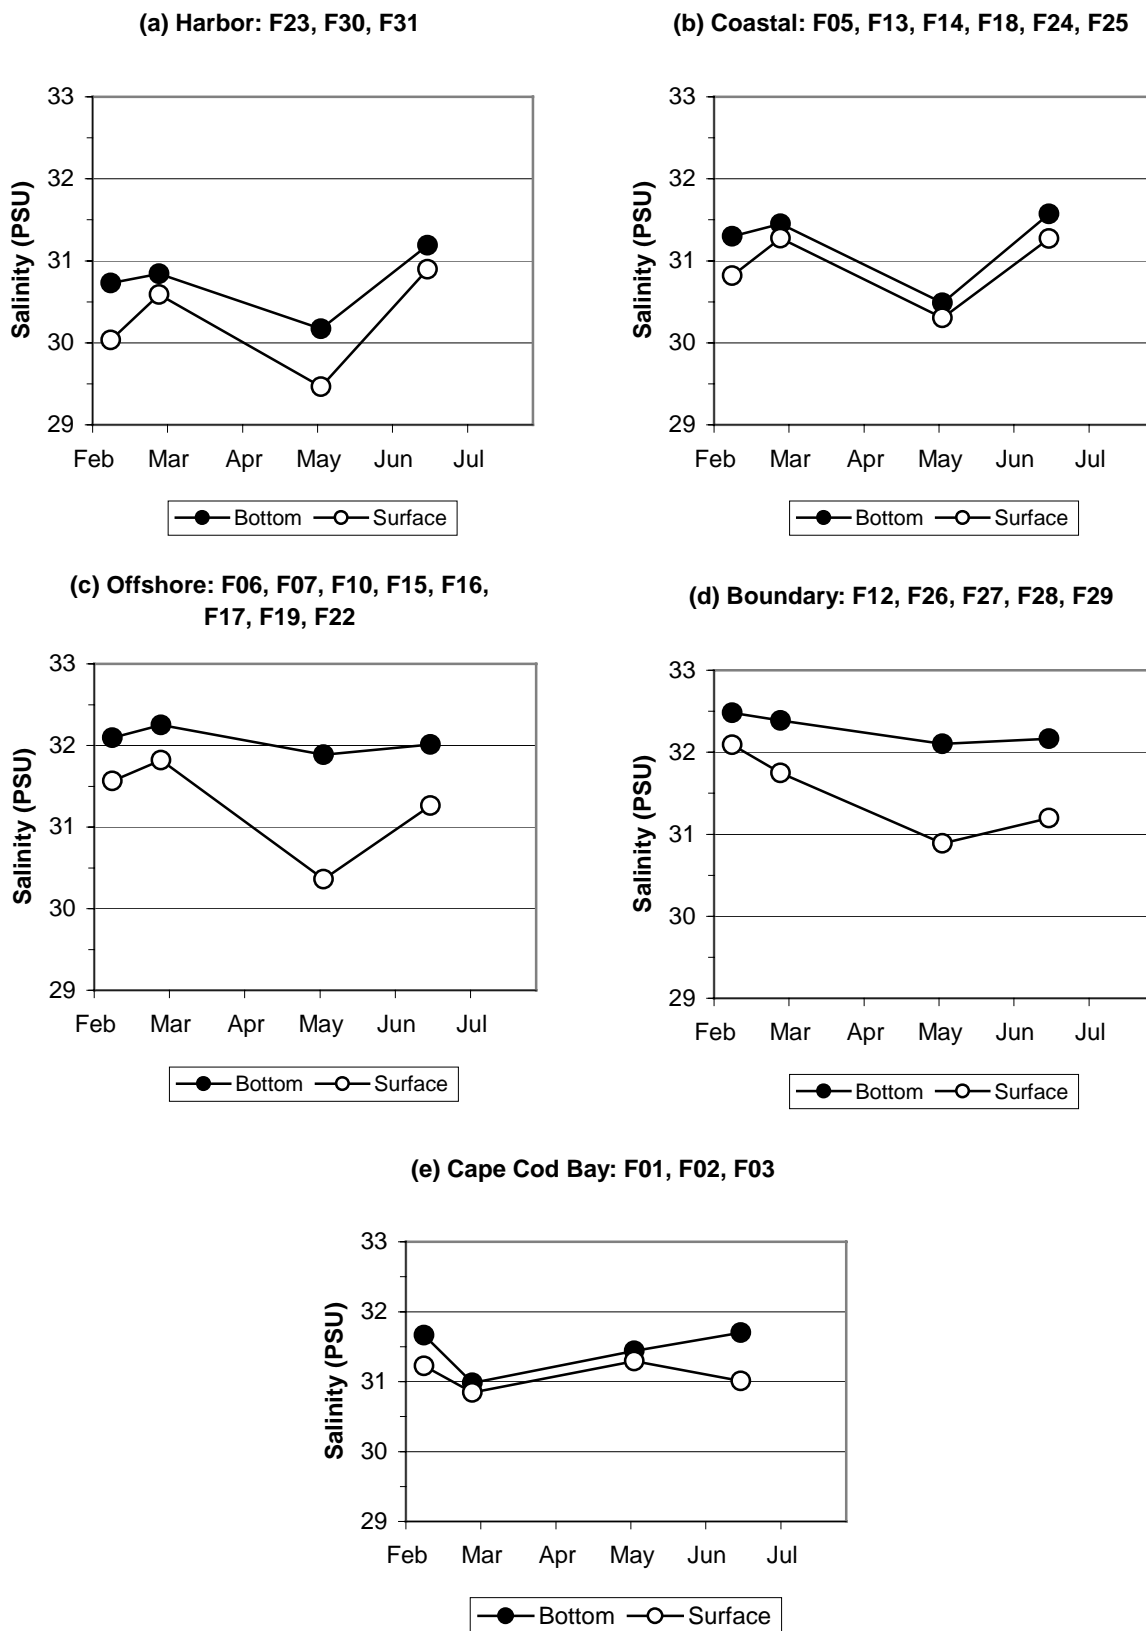 (a) Harbor: F23, F30, F31
33
32
31
30
29
Salinity (PSU)
Feb Mar Apr May Jun Jul
Bottom Surface
(b) Coastal: F05, F13, F14, F18, F24, F25
33
32
31
30
29
Salinity (PSU)
Feb Mar Apr May Jun Jul
Bottom Surface
(c) Offshore: F06, F07, F10, F15, F16,
F17, F19, F22
33
32
31
30
29
Salinity (PSU)
Feb Mar Apr May Jun Jul
Bottom Surface
(d) Boundary: F12, F26, F27, F28, F29
33
32
31
30
29
Salinity (PSU)
Feb Mar Apr May Jun Jul
Bottom Surface
(e) Cape Cod Bay: F01, F02, F03
33
32
31
30
29
Salinity (PSU)
Feb Mar Apr May Jun Jul
Bottom Surface